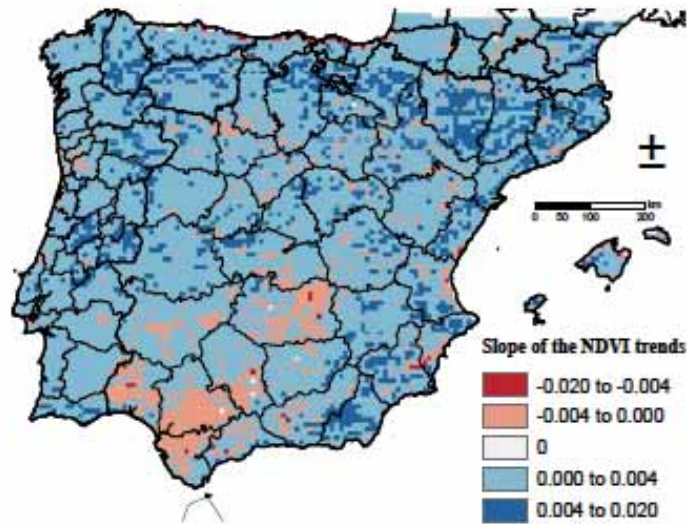 km
0 50 100 200
Slope of the NDVI trends
-0.020 to -0.004
-0.004 to 0.000
0
0.000 to 0.004
0.004 to 0.020